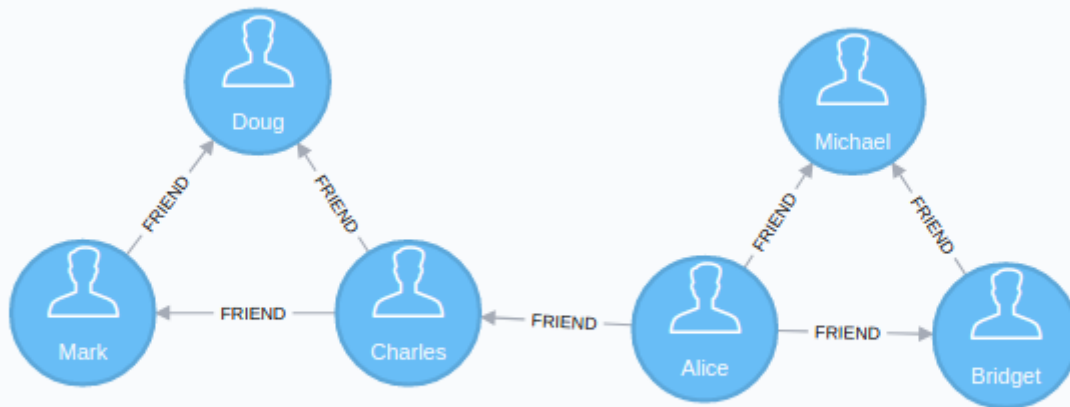 Doug
Michael
FRIEND
FRIEND
FRIEND
FRIEND
Mark
FRIEND
Charles
FRIEND
Alice
FRIEND
Bridget